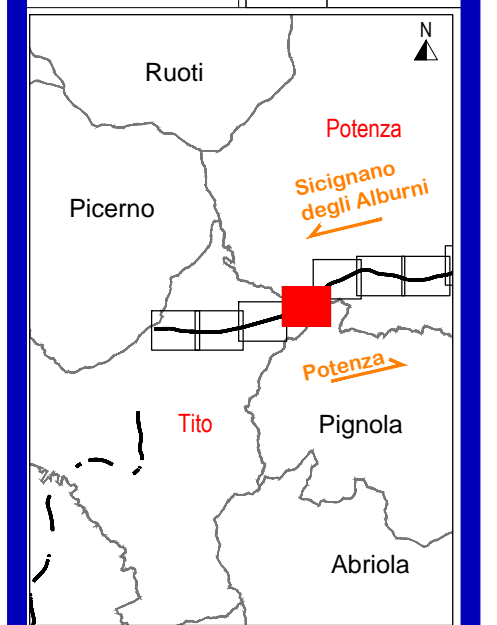 N
Ruoti
Potenza
Sicignano
degli Alburni
Picerno
Potenza
Tito
Pignola
Abriola